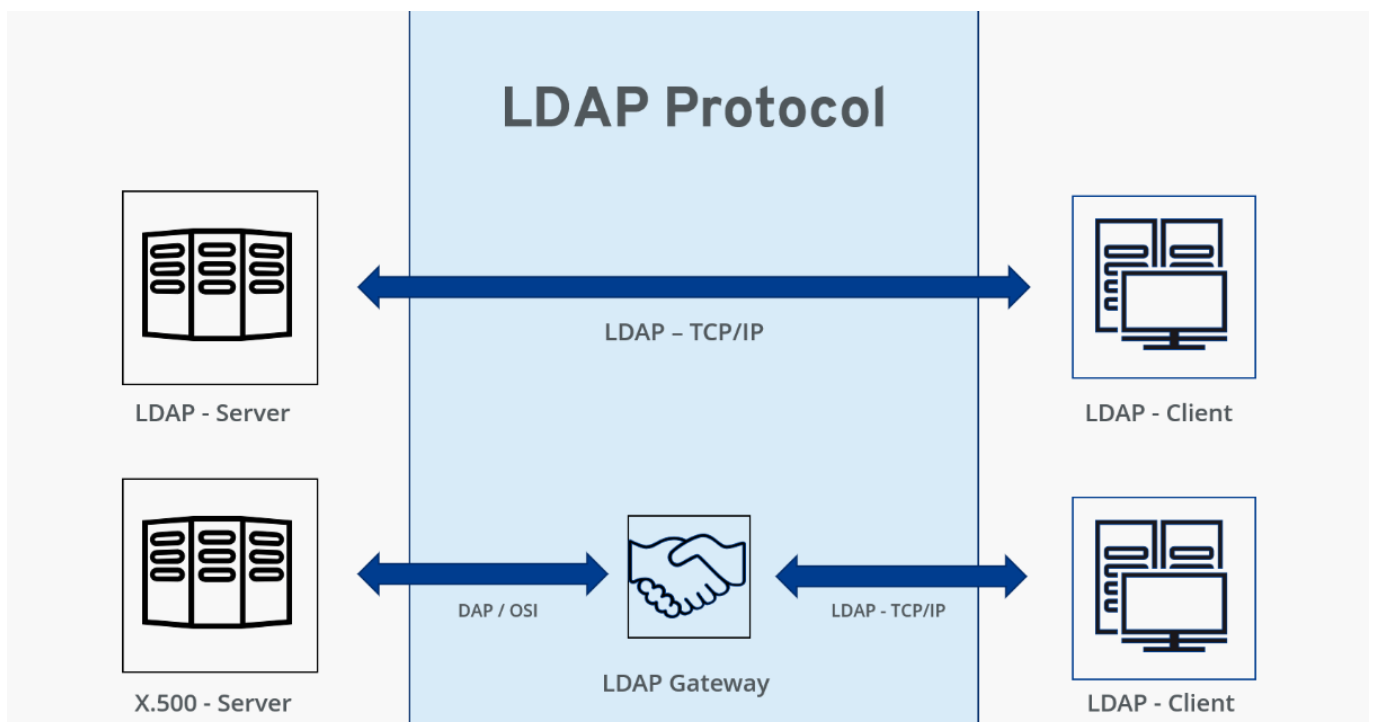 LDAP Protocol
LDAP – TCP/IP
LDAP - Server
LDAP - Client
DAP / OSI
LDAP - TCP/IP
LDAP Gateway
X.500 - Server
LDAP - Client